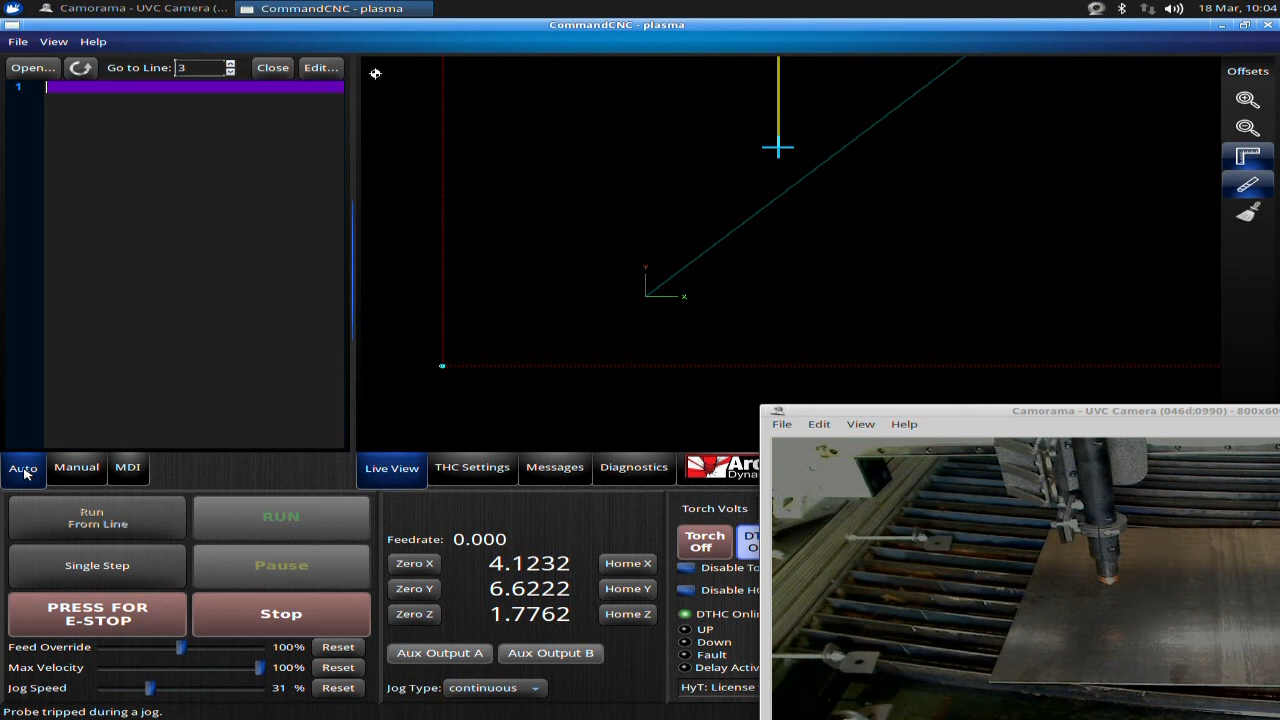 Camorama - UVC Camera (...
CommandCNC - plasma
18 Mar, 10:04
CommandCNC - plasma
File View Help
Open... Go to Line: 3 Close Edit...
Offsets
1
Y
X
Camorama - UVC Camera (046d:0990) - 800x60
File Edit View Help
Auto Manual MDI
Live View THC Settings Messages Diagnostics
Run
From Line
RUN
Single Step
Pause
PRESS FOR
E-STOP
Stop
Feed Override 100% Reset
Max Velocity 100% Reset
Jog Speed 31 % Reset
Feedrate: 0.000
Zero X 4.1232 Home X
Zero Y 6.6222 Home Y
Zero Z 1.7762 Home Z
Aux Output A Aux Output B
Jog Type: continuous
Torch Volts
Torch
Off
Disable
Disable
DTHC
UP
Down
Fault
Delay
HyT: License
Probe tripped during a jog.